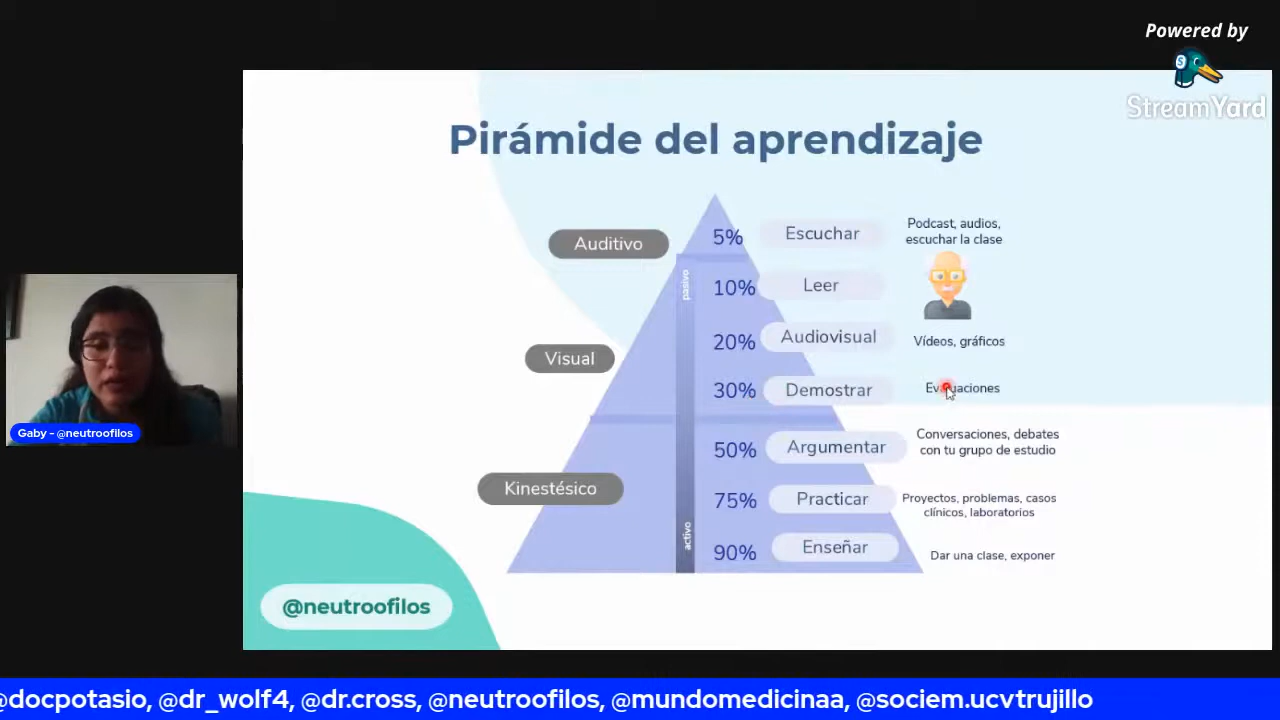 Powered by
StreamYard
Pirámide del aprendizaje
Auditivo
5%
Escuchar
Podcast, audios,
escuchar la clase
pasivo
10%
Leer
Visual
20%
Audiovisual
Vídeos, gráficos
30%
Demostrar
50%
Argumentar
Conversaciones, debates
con tu grupo de estudio
Kinestésico
75%
Practicar
Proyectos, problemas, casos
clínicos, laboratorios
activo
90%
Enseñar
Dar una clase, exponer
Gaby - @neutroofilos
@neutroofilos
@docpotasio, @dr_wolf4, @dr.cross, @neutroofilos, @mundomedicinaa, @sociem.ucvtrujillo